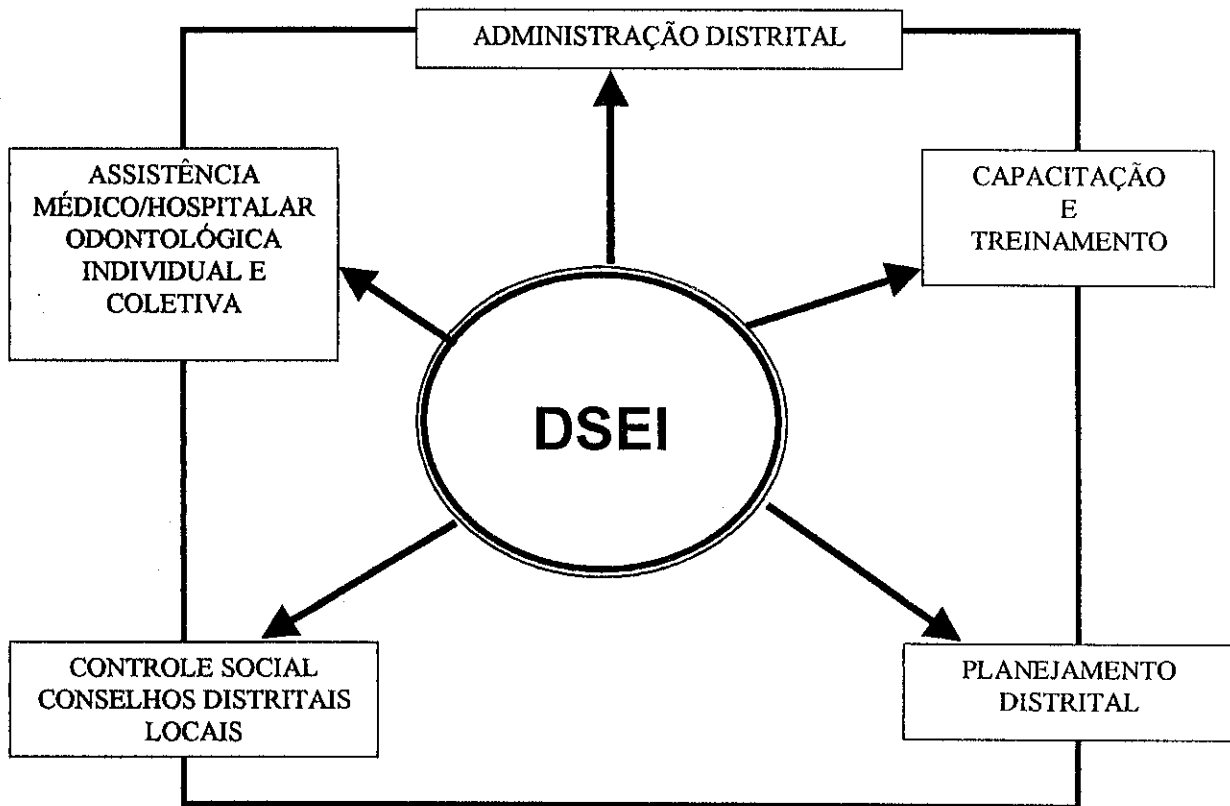 ADMINISTRAÇÃO DISTRITAL
ASSISTÊNCIA
MÉDICO/HOSPITALAR
ODONTOLÓGICA
INDIVIDUAL E
COLETIVA
CAPACITAÇÃO
E
TREINAMENTO
DSEI
CONTROLE SOCIAL
CONSELHOS DISTRITAIS
LOCAIS
PLANEJAMENTO
DISTRITAL